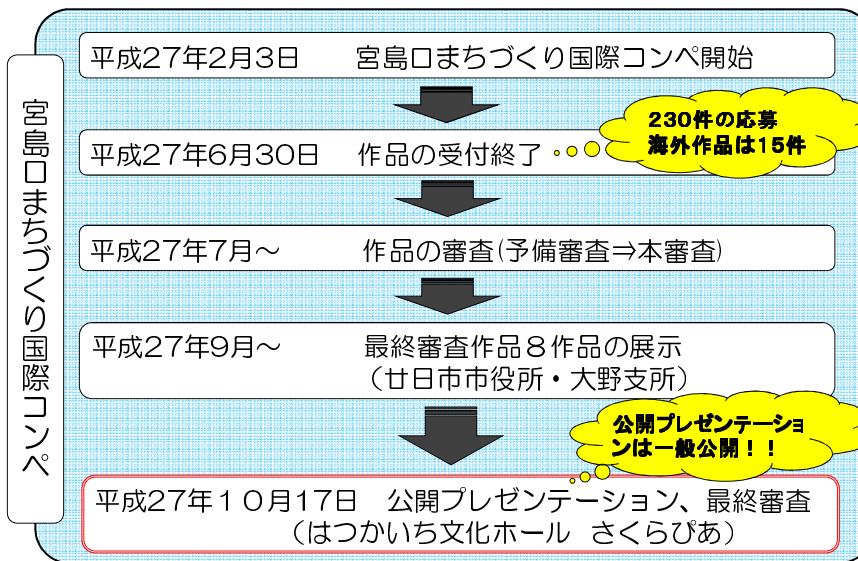 宮島口まちづくり国際コンペ
平成27年2月3日　宮島口まちづくり国際コンペ開始
230件の応募
海外作品は15件
平成27年6月30日　作品の受付終了
平成27年7月～　作品の審査(予備審査⇒本審査)
平成27年9月～　最終審査作品８作品の展示
（廿日市市役所・大野支所）
公開プレゼンテーショ
ンは一般公開！！
平成27年１０月17日　公開プレゼンテーション、最終審査
（はつかいち文化ホール　さくらぴあ）